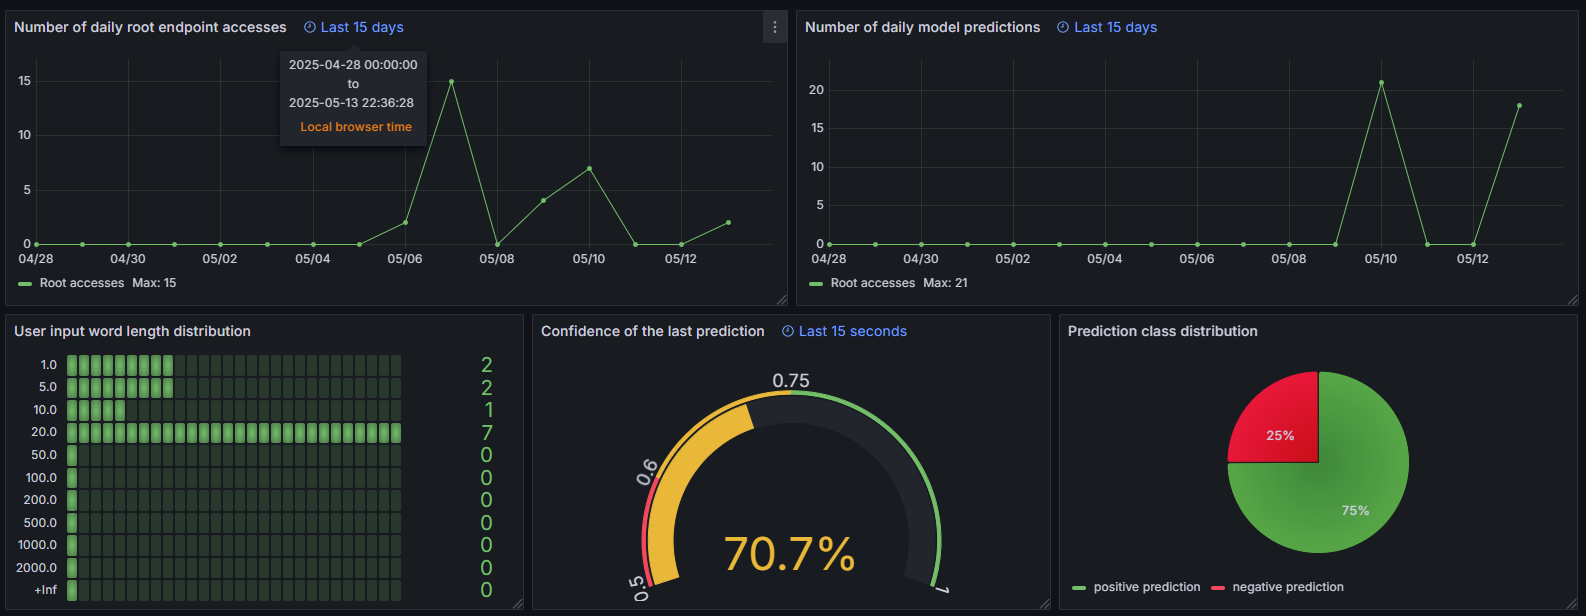 Number of daily root endpoint accesses Last 15 days
2025-04-28 00:00:00
to
2025-05-13 22:36:28
Local browser time
15
10
5
0
04/28 04/30 05/02 05/04 05/06 05/08 05/10 05/12
Root accesses Max: 15
Number of daily model predictions Last 15 days
20
15
10
5
0
04/28 04/30 05/02 05/04 05/06 05/08 05/10 05/12
Root accesses Max: 21
User input word length distribution
1.0 2
5.0 2
10.0 1
20.0 7
50.0 0
100.0 0
200.0 0
500.0 0
1000.0 0
2000.0 0
+Inf 0
Confidence of the last prediction Last 15 seconds
0.75
0.6
0.5
1
70.7%
Prediction class distribution
25%
75%
positive prediction negative prediction